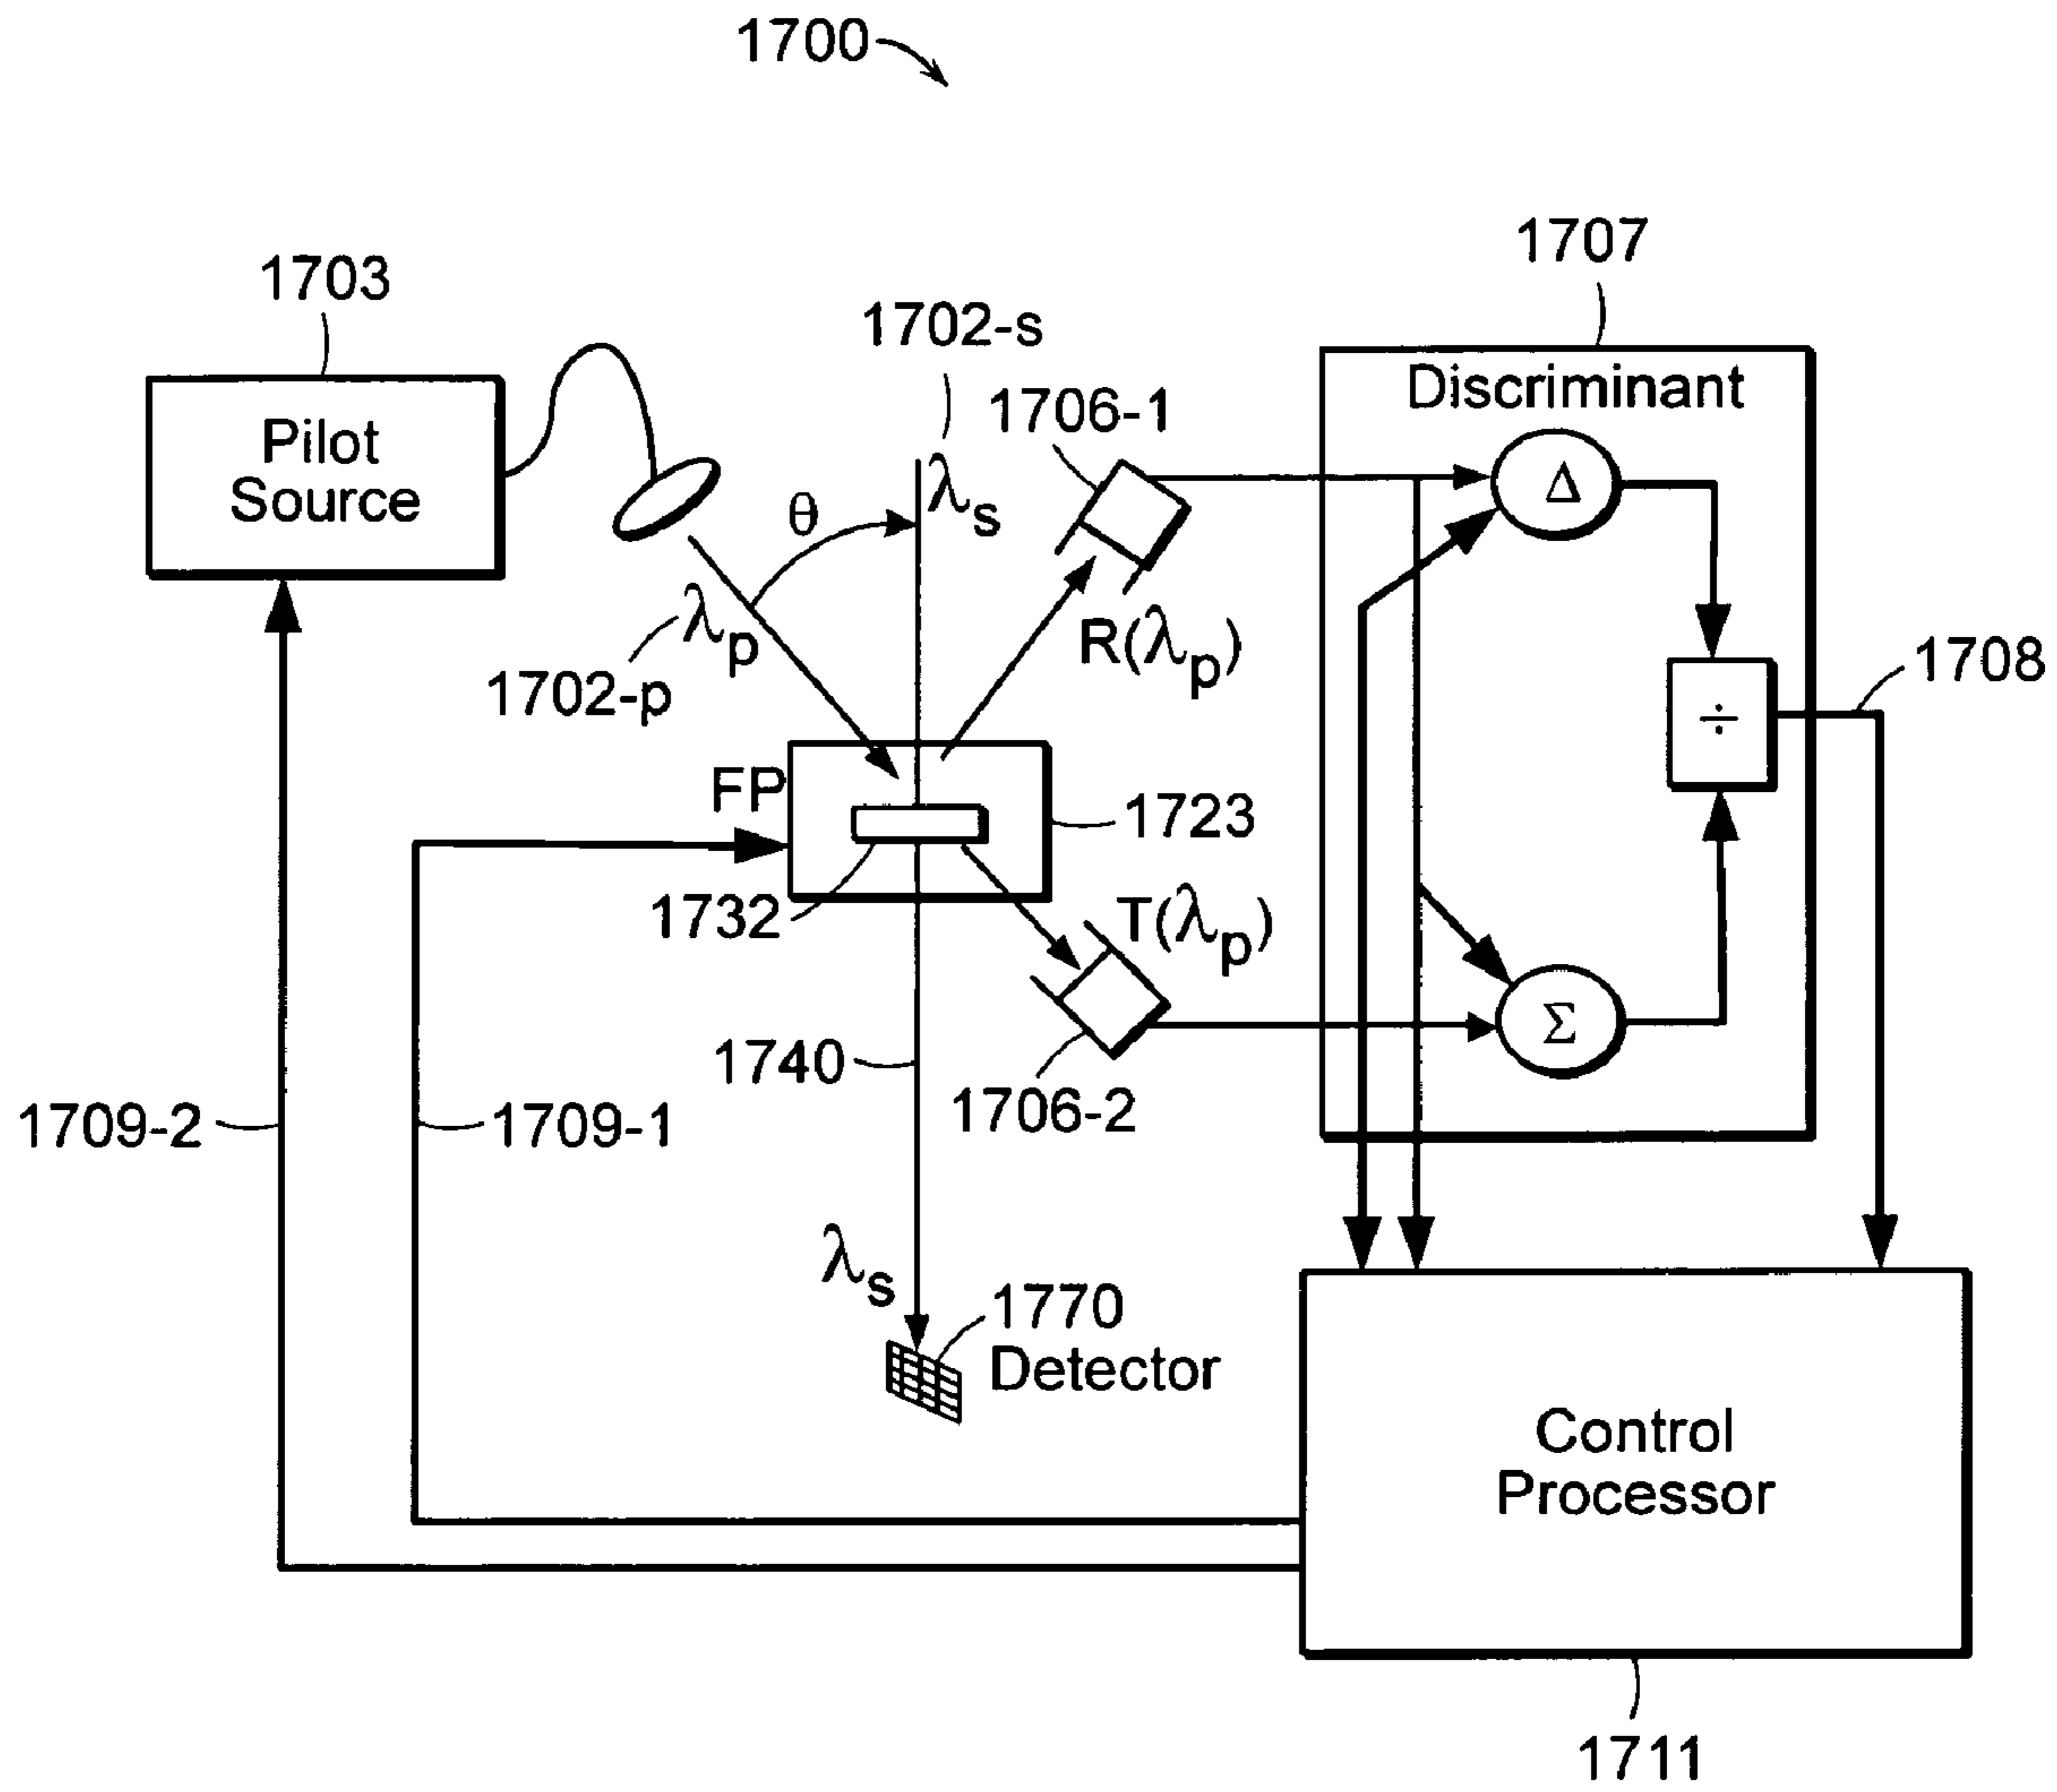 1700
1707
1703
1702-s
1706-1
Discriminant
Pilot
Source
θ
λs
Δ
λp
R(λp)
1702-p
1708
÷
FP
1723
1732
T(λp)
Σ
1740
1706-2
1709-2
1709-1
λs
1770
Detector
Control
Processor
1711